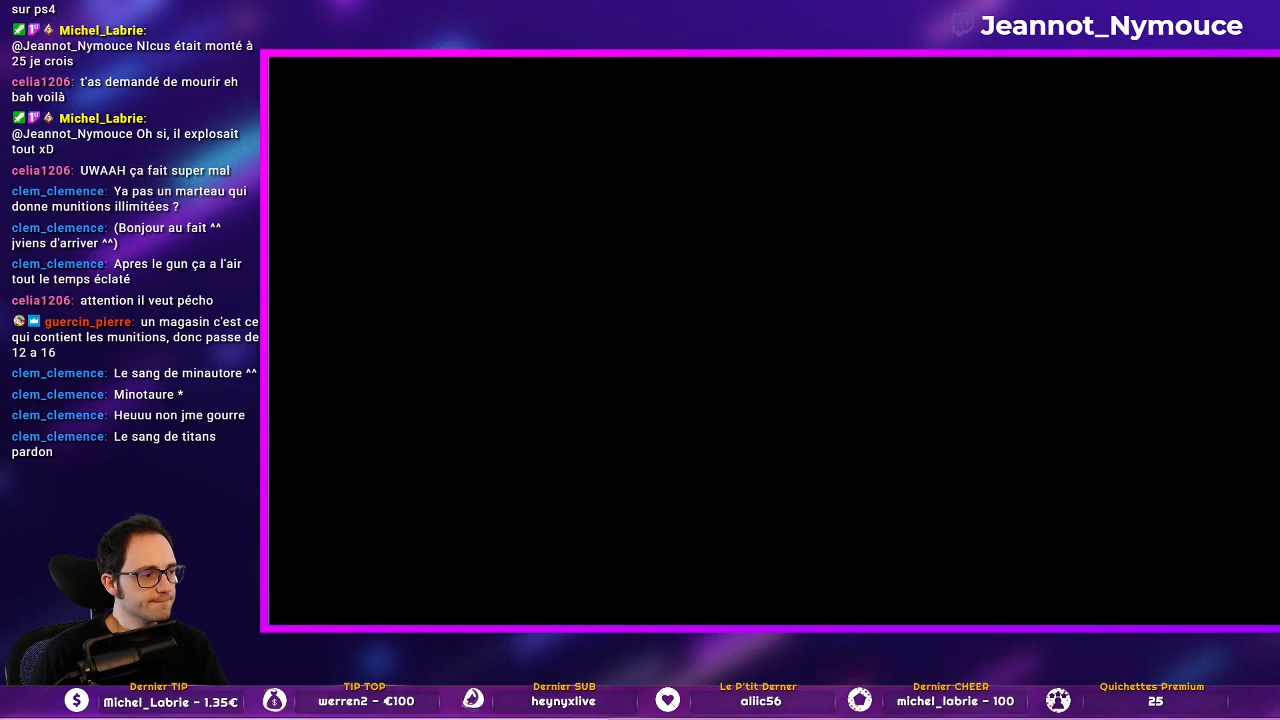 sur ps4
Michel_Labrie:
@Jeannot_Nymouce NIcus était monté à
25 je crois
celia1206: t'as demandé de mourir eh
bah voilà
Michel_Labrie:
@Jeannot_Nymouce Oh si, il explosait
tout xD
celia1206: UWAAH ça fait super mal
clem_clemence: Ya pas un marteau qui
donne munitions illimitées ?
clem_clemence: (Bonjour au fait ^^
jviens d'arriver ^^)
clem_clemence: Apres le gun ça a l'air
tout le temps éclaté
celia1206: attention il veut pécho
guercin_pierre: un magasin c'est ce
qui contient les munitions, donc passe de
12 a 16
clem_clemence: Le sang de minautore ^^
clem_clemence: Minotaure *
clem_clemence: Heuuu non jme gourre
clem_clemence: Le sang de titans
pardon
Jeannot_Nymouce
Dernier TIP
Michel_Labrie - 1.35€
TIP TOP
werren2 - €100
Dernier SUB
heynyxlive
Le P'tit Derner
aliic56
Dernier CHEER
michel_labrie - 100
Quichettes Premium
25